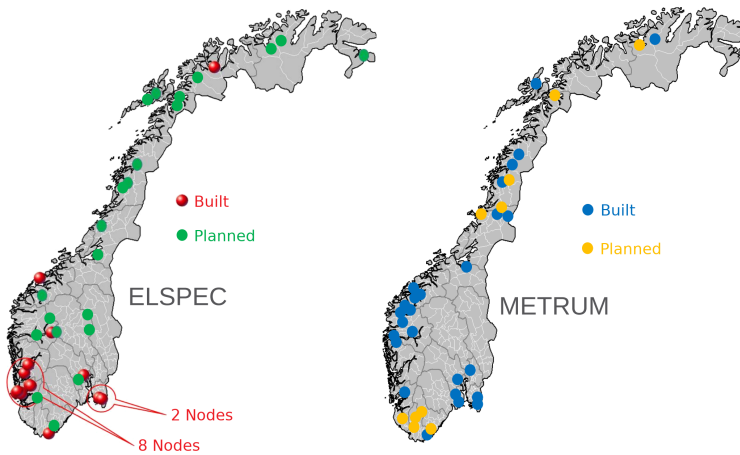 Built
Planned
ELSPEC
2 Nodes
8 Nodes
Built
Planned
METRUM